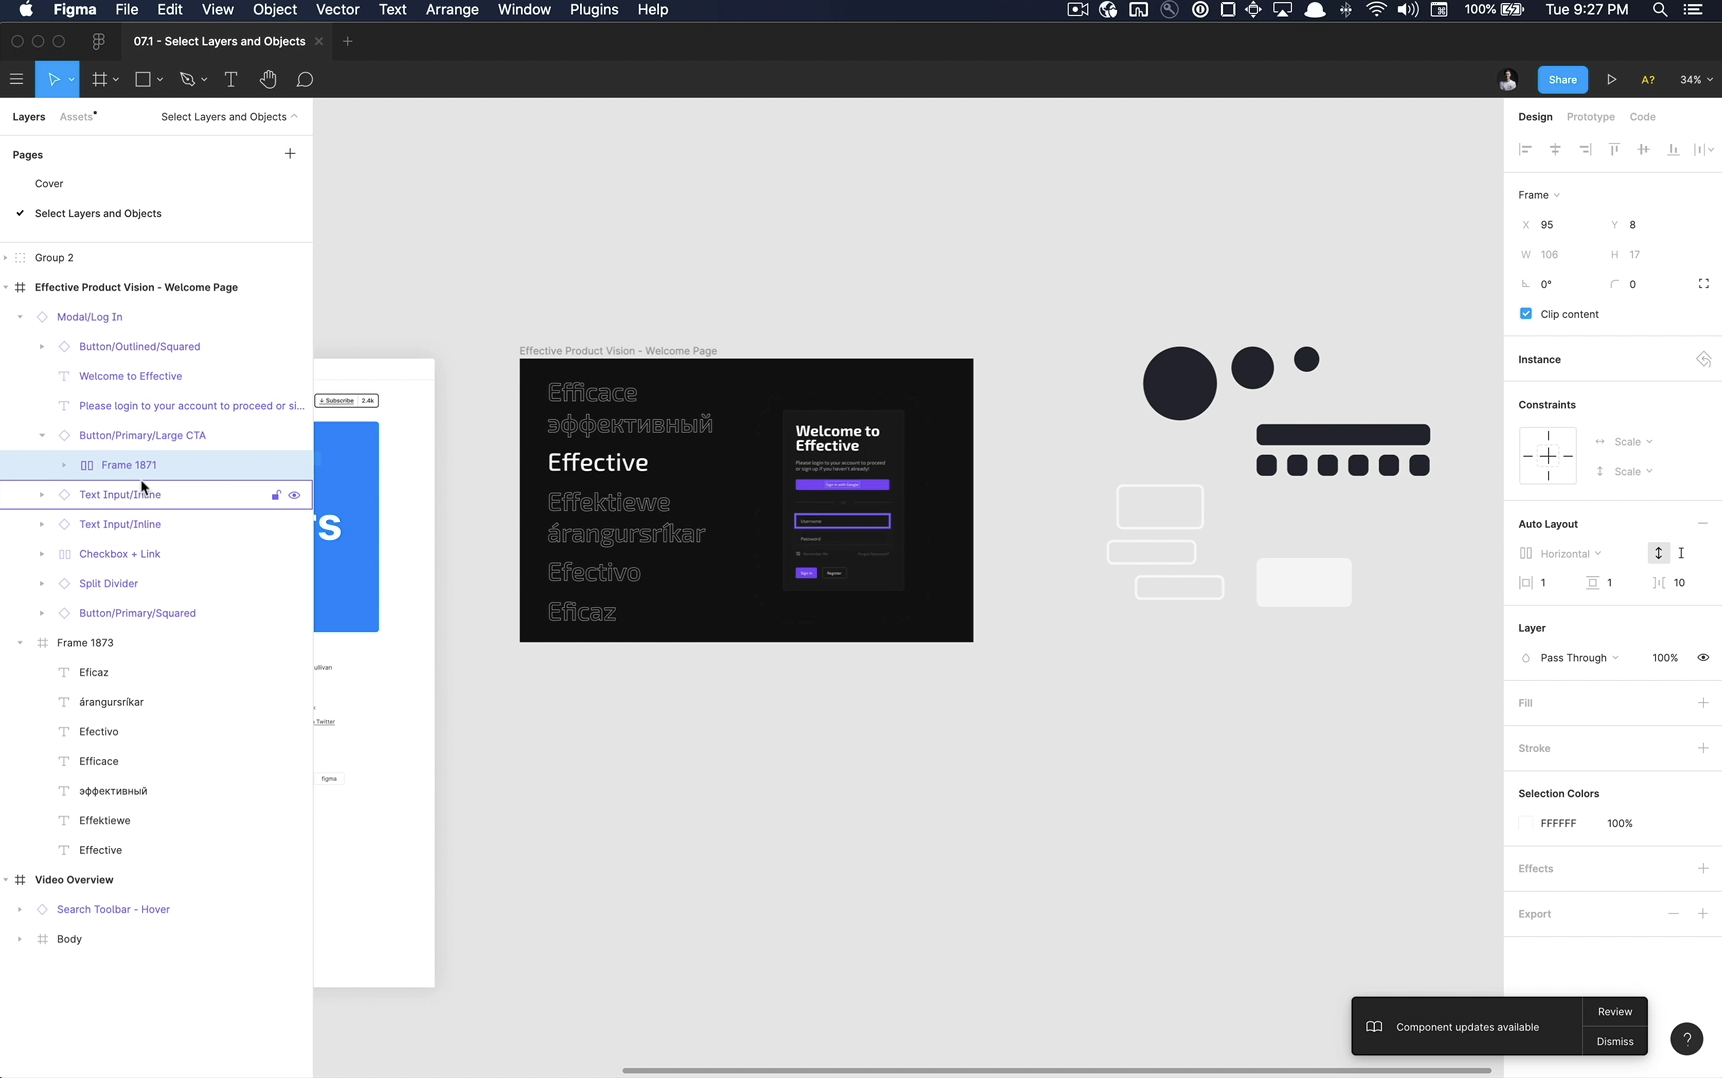 Figma File Edit View Object Vector Text Arrange Window Plugins Help
100% Tue 9:27 PM
07.1 - Select Layers and Objects
Share A? 34%
Layers Assets Select Layers and Objects
Pages
Cover
Select Layers and Objects
Group 2
Effective Product Vision - Welcome Page
Modal/Log In
Button/Outlined/Squared
Welcome to Effective
Please login to your account to proceed or si...
Button/Primary/Large CTA
Frame 1871
Text Input/Inline
Text Input/Inline
Checkbox + Link
Split Divider
Button/Primary/Squared
Frame 1873
Eficaz
árangursríkar
Efectivo
Efficace
эффективный
Effektiewe
Effective
Video Overview
Search Toolbar - Hover
Body
Subscribe 2.4k
rs
ullivan
Twitter
figma
Effective Product Vision - Welcome Page
Efficace
эффективный
Effective
Effektiewe
árangursríkar
Efectivo
Eficaz
Welcome to
Effective
Please login to your account to proceed
or sign up if you haven't already!
Sign in with Google
Username
Password
Remember Me Forgot Password?
Sign in Register
Design Prototype Code
Frame
X 95 Y 8
W 106 H 17
0° 0
Clip content
Instance
Constraints
Scale
Scale
Auto Layout
Horizontal
1 1 10
Layer
Pass Through 100%
Fill
Stroke
Selection Colors
FFFFFF 100%
Effects
Export
Component updates available
Review
Dismiss
?